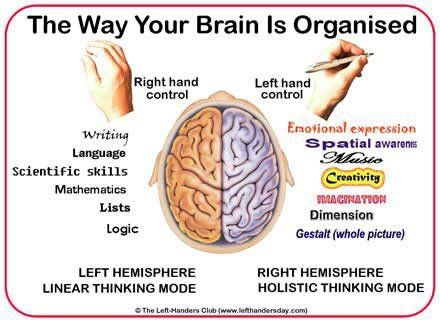 The Way Your Brain Is Organised
Right hand
control
Left hand
control
Writing
Language
Scientific skills
Mathematics
Lists
Logic
Emotional expression
Spatial awareness
Music
Creativity
IMAGINATION
Dimension
Gestalt (whole picture)
LEFT HEMISPHERE
LINEAR THINKING MODE
RIGHT HEMISPHERE
HOLISTIC THINKING MODE
© The Left-Handers Club (www.lefthandersday.com)